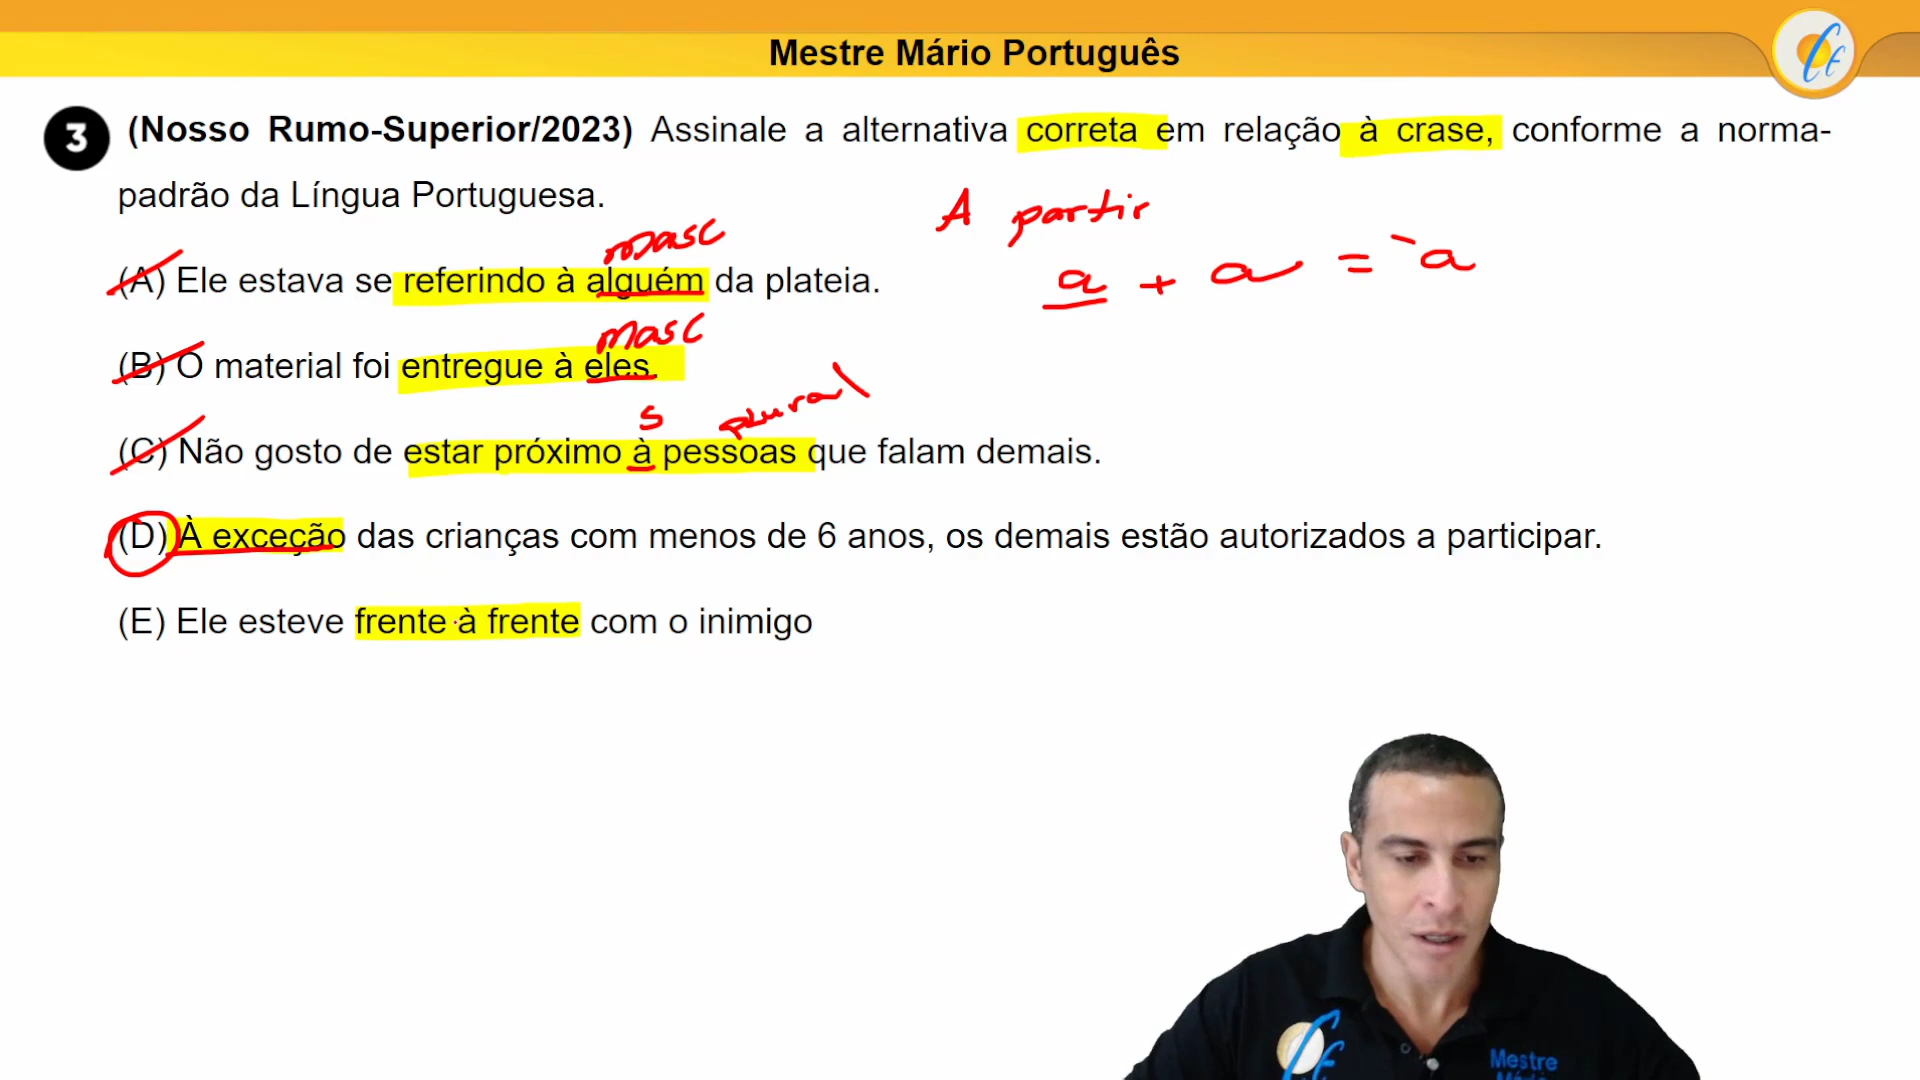 Mestre Mário Português
3 (Nosso Rumo-Superior/2023) Assinale a alternativa correta em relação à crase, conforme a norma-
padrão da Língua Portuguesa.
A partir
masc
(A) Ele estava se referindo à alguém da plateia.
a + a = `a
masc
(B) O material foi entregue à eles.
s plural
(C) Não gosto de estar próximo à pessoas que falam demais.
(D) À exceção das crianças com menos de 6 anos, os demais estão autorizados a participar.
(E) Ele esteve frente à frente com o inimigo
Mestre